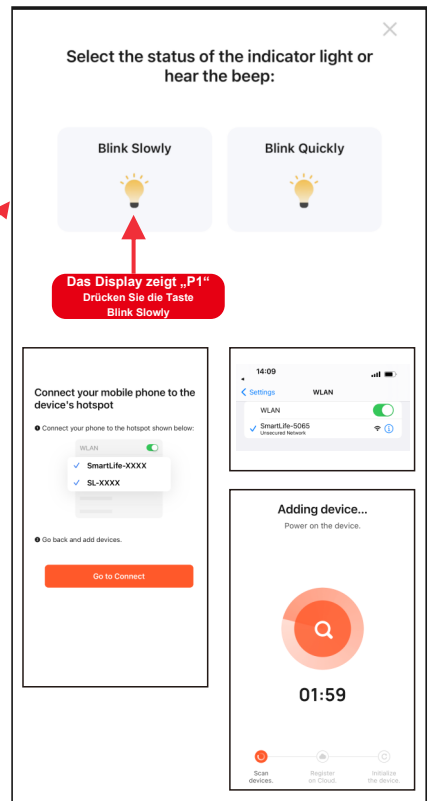 Select the status of the indicator light or
hear the beep:
Blink Slowly
Blink Quickly
Das Display zeigt „P1“
Drücken Sie die Taste
Blink Slowly
Connect your mobile phone to the
device's hotspot
❶ Connect your phone to the hotspot shown below:
WLAN
✓ SmartLife-XXXX
✓ SL-XXXX
❷ Go back and add devices.
Go to Connect
14:09
Settings
WLAN
WLAN
✓ SmartLife-5065
Unsecured Network
Adding device...
Power on the device.
01:59
Scan
devices.
Register
on Cloud.
Initialize
the device.